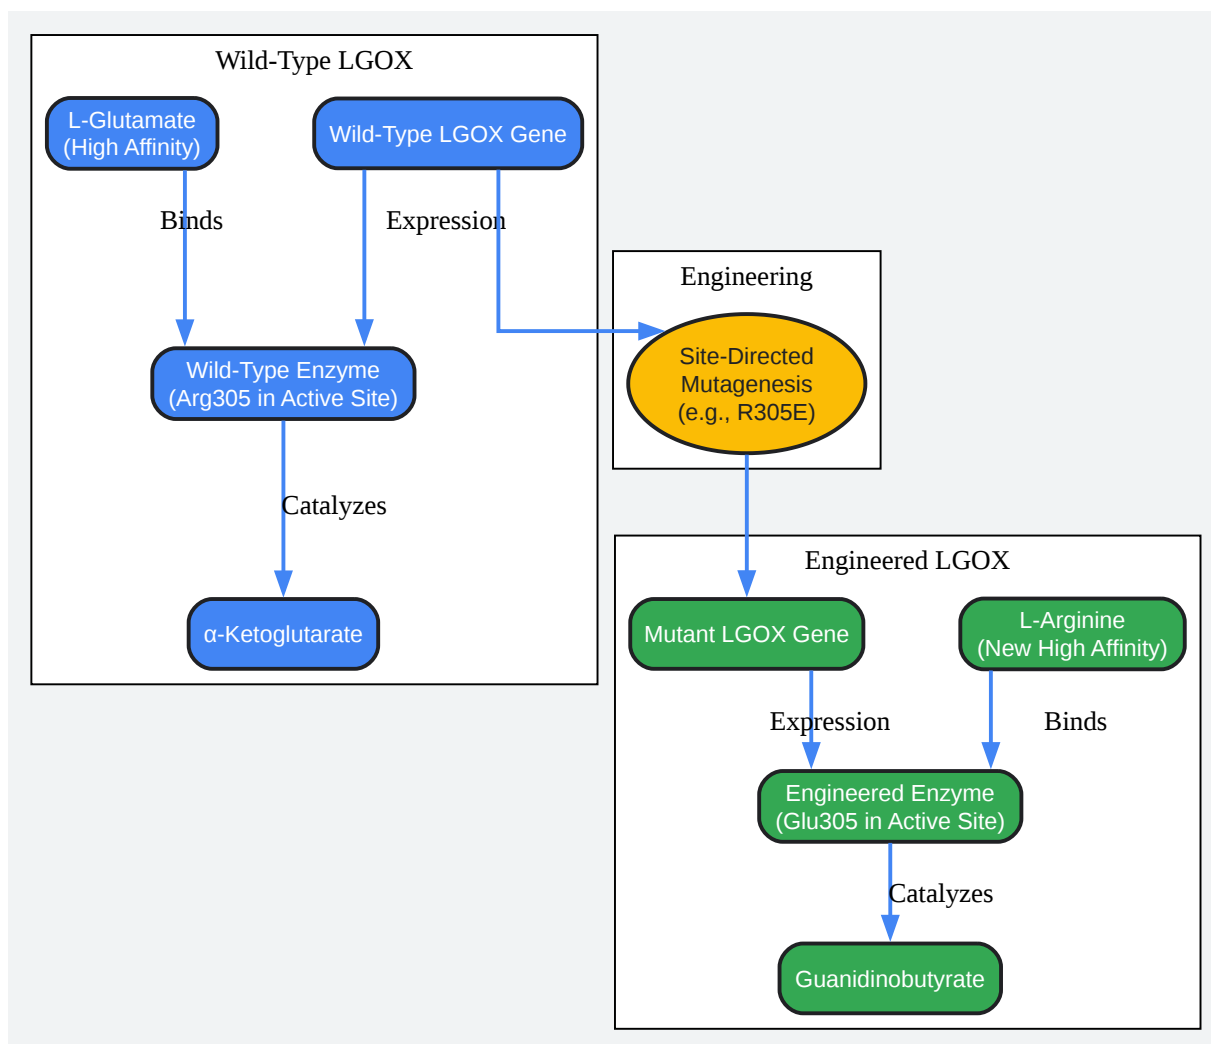 Wild-Type LGOX
L-Glutamate
(High Affinity)
Wild-Type LGOX Gene
Binds
Expression
Wild-Type Enzyme
(Arg305 in Active Site)
Catalyzes
α-Ketoglutarate
Engineering
Site-Directed
Mutagenesis
(e.g., R305E)
Engineered LGOX
Mutant LGOX Gene
L-Arginine
(New High Affinity)
Expression
Binds
Engineered Enzyme
(Glu305 in Active Site)
Catalyzes
Guanidinobutyrate